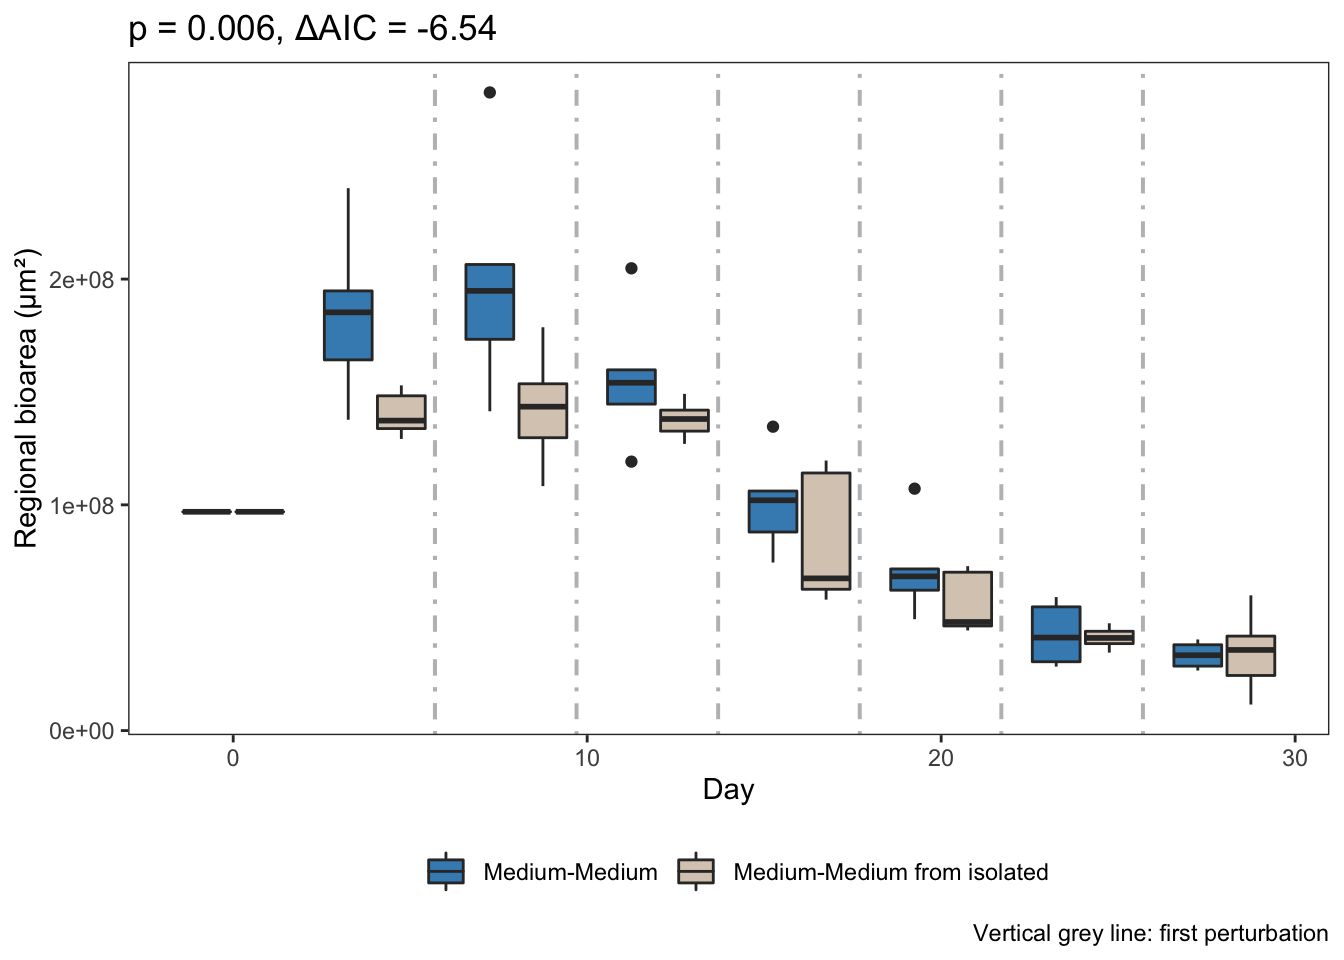 p = 0.006, ΔAIC = -6.54
Regional bioarea (μm²)
2e+08
1e+08
0e+00
0 10 20 30
Day
Medium-Medium Medium-Medium from isolated
Vertical grey line: first perturbation